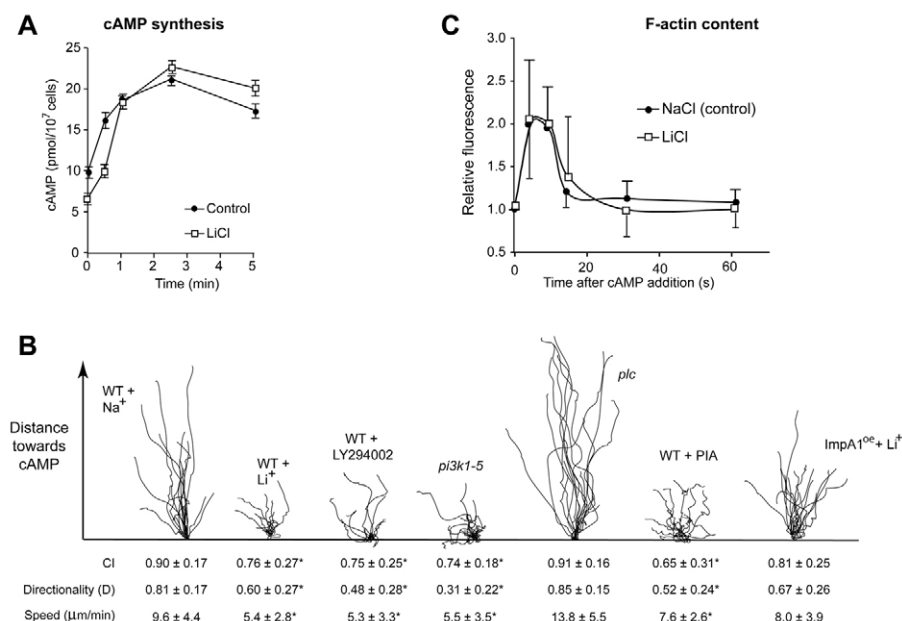 A
cAMP synthesis
25
20
15
10
5
0
cAMP (pmol/10⁷ cells)
Control
LiCl
0 1 2 3 4 5
Time (min)
C
F-actin content
3.0
2.5
2.0
1.5
1.0
0.5
Relative fluorescence
NaCl (control)
LiCl
0 20 40 60
Time after cAMP addition (s)
B
Distance
towards
cAMP
WT +
Na⁺
WT +
Li⁺
WT +
LY294002
pi3k1-5
plc
WT + PIA
ImpA1ᵒᵉ+ Li⁺
CI 0.90 ± 0.17 0.76 ± 0.27* 0.75 ± 0.25* 0.74 ± 0.18* 0.91 ± 0.16 0.65 ± 0.31* 0.81 ± 0.25
Directionality (D) 0.81 ± 0.17 0.60 ± 0.27* 0.48 ± 0.28* 0.31 ± 0.22* 0.85 ± 0.15 0.52 ± 0.24* 0.67 ± 0.26
Speed (μm/min) 9.6 ± 4.4 5.4 ± 2.8* 5.3 ± 3.3* 5.5 ± 3.5* 13.8 ± 5.5 7.6 ± 2.6* 8.0 ± 3.9